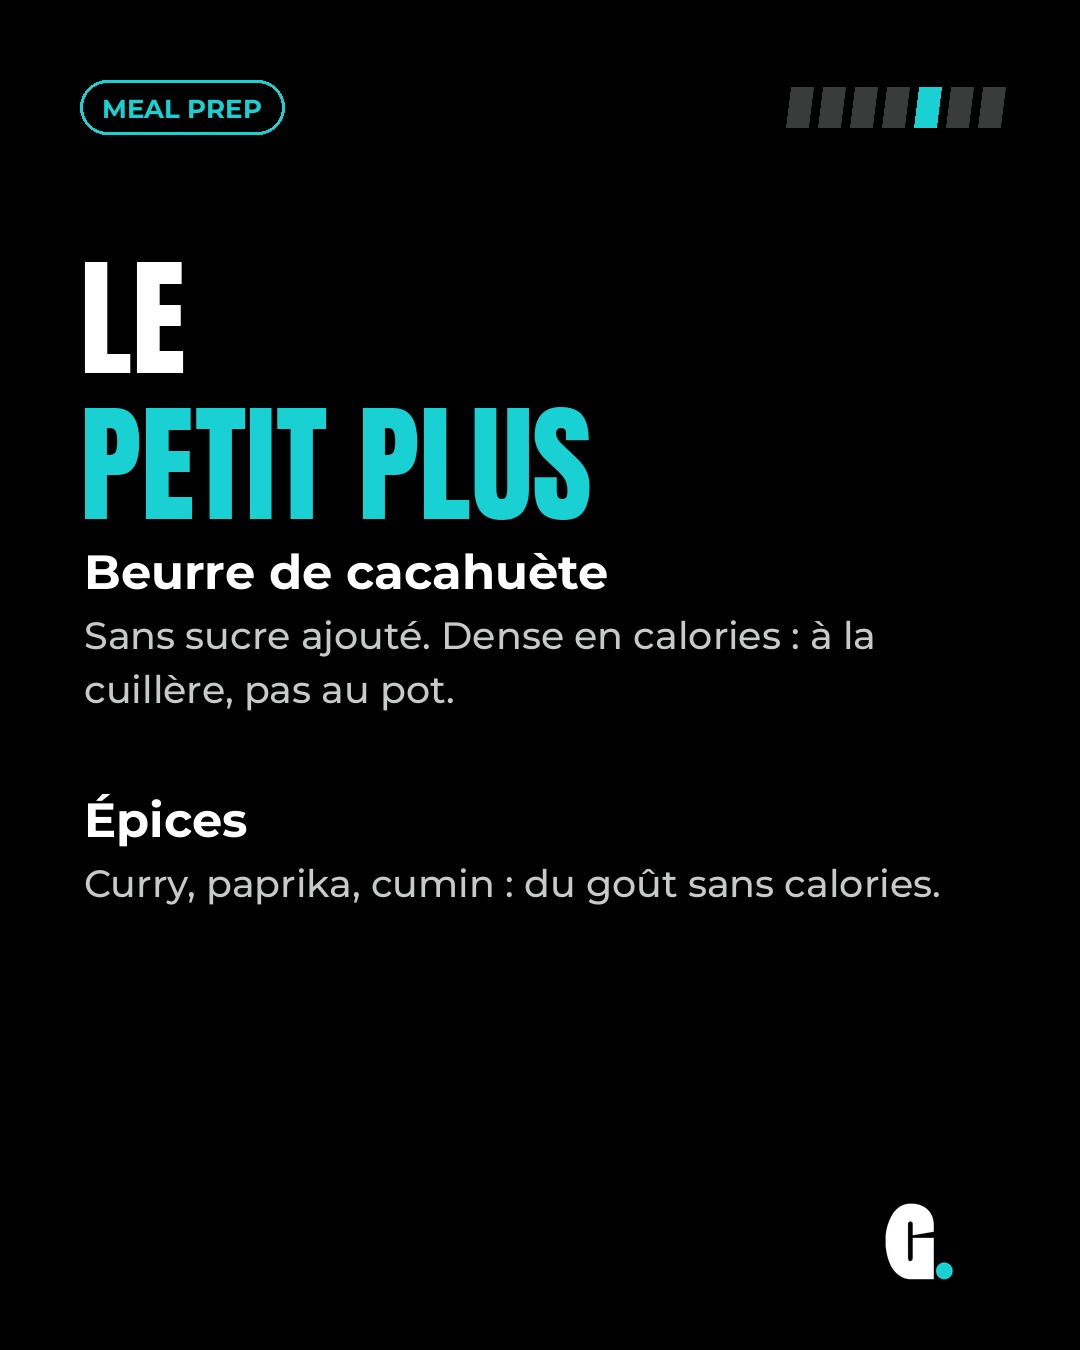 MEAL PREP
LE
PETIT PLUS
Beurre de cacahuète
Sans sucre ajouté. Dense en calories : à la
cuillère, pas au pot.
Épices
Curry, paprika, cumin : du goût sans calories.
G.